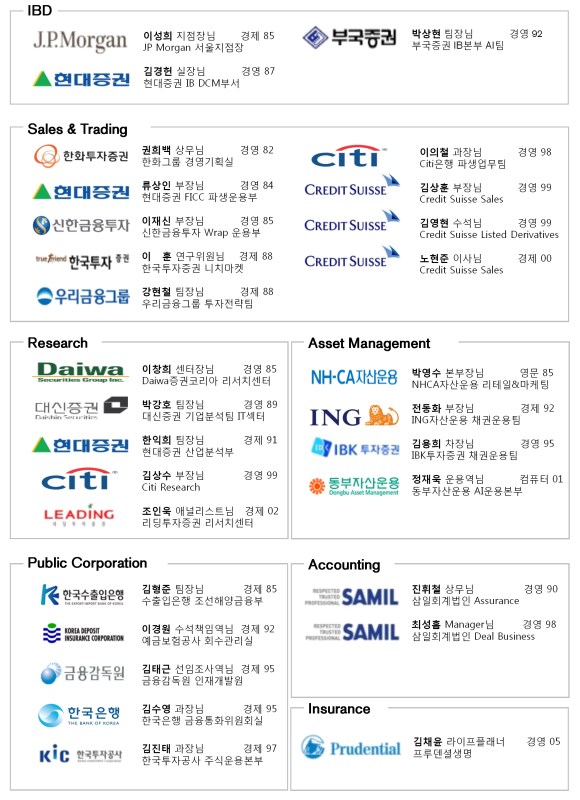 IBD
J.P.Morgan
이성희 지점장님 경제 85
JP Morgan 서울지점장
부국증권
박상현 팀장님 경영 92
부국증권 IB본부 AI팀
현대증권
김경헌 실장님 경영 87
현대증권 IB DCM부서
Sales & Trading
한화투자증권
권희백 상무님 경영 82
한화그룹 경영기획실
현대증권
류상인 부장님 경영 84
현대증권 FICC 파생운용부
신한금융투자
이재신 부장님 경영 85
신한금융투자 Wrap 운용부
true friend 한국투자 증권
이 훈 연구위원님 경제 88
한국투자증권 니치마켓
우리금융그룹
강현철 팀장님 경영 88
우리금융그룹 투자전략팀
citi
이의철 과장님 경영 98
Citi은행 파생업무팀
CREDIT SUISSE
김상훈 부장님 경영 99
Credit Suisse Sales
CREDIT SUISSE
김영현 수석님 경영 99
Credit Suisse Listed Derivatives
CREDIT SUISSE
노현준 이사님 경제 00
Credit Suisse Sales
Research
Daiwa
Securities Group Inc.
이창희 센터장님 경영 85
Daiwa증권코리아 리서치센터
대신증권
Daishin Securities
박강호 팀장님 경영 89
대신증권 기업분석팀 IT섹터
현대증권
한익희 팀장님 경제 91
현대증권 산업분석부
citi
김상수 부장님 경영 99
Citi Research
LEADING
리딩투자증권
조인욱 애널리스트님 경제 02
리딩투자증권 리서치센터
Asset Management
NH-CA자산운용
박영수 본부장님 영문 85
NHCA자산운용 리테일&마케팀
ING
전동화 부장님 경제 92
ING자산운용 채권운용팀
IBK 투자증권
김용희 차장님 경영 95
IBK투자증권 채권운용팀
동부자산운용
Dongbu Asset Management
정재욱 운용역님 컴퓨터 01
동부자산운용 AI운용본부
Public Corporation
한국수출입은행
THE EXPORT-IMPORT BANK OF KOREA
김형준 팀장님 경제 85
수출입은행 조선해양금융부
KOREA DEPOSIT
INSURANCE CORPORATION
이경원 수석책임역님 경제 92
예금보험공사 회수관리실
금융감독원
김태근 선임조사역님 경제 95
금융감독원 인재개발원
한국은행
THE BANK OF KOREA
김수영 과장님 경제 95
한국은행 금융통화위원회실
KIC 한국투자공사
김진태 과장님 경제 97
한국투자공사 주식운용본부
Accounting
RESPECTED
TRUSTED
PROFESSIONAL
SAMIL
진휘철 상무님 경영 90
삼일회계법인 Assurance
RESPECTED
TRUSTED
PROFESSIONAL
SAMIL
최성흠 Manager님 경영 98
삼일회계법인 Deal Business
Insurance
Prudential
김채윤 라이프플래너 경영 05
프루덴셜생명